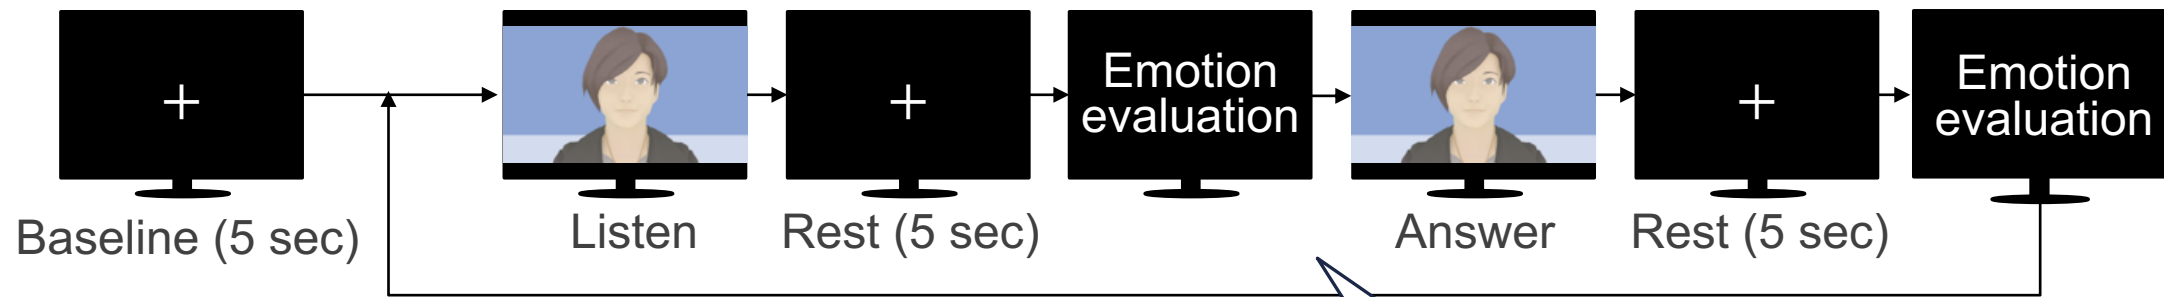 Emotion
evaluation
Emotion
evaluation
Baseline (5 sec)
Listen
Rest (5 sec)
Answer
Rest (5 sec)